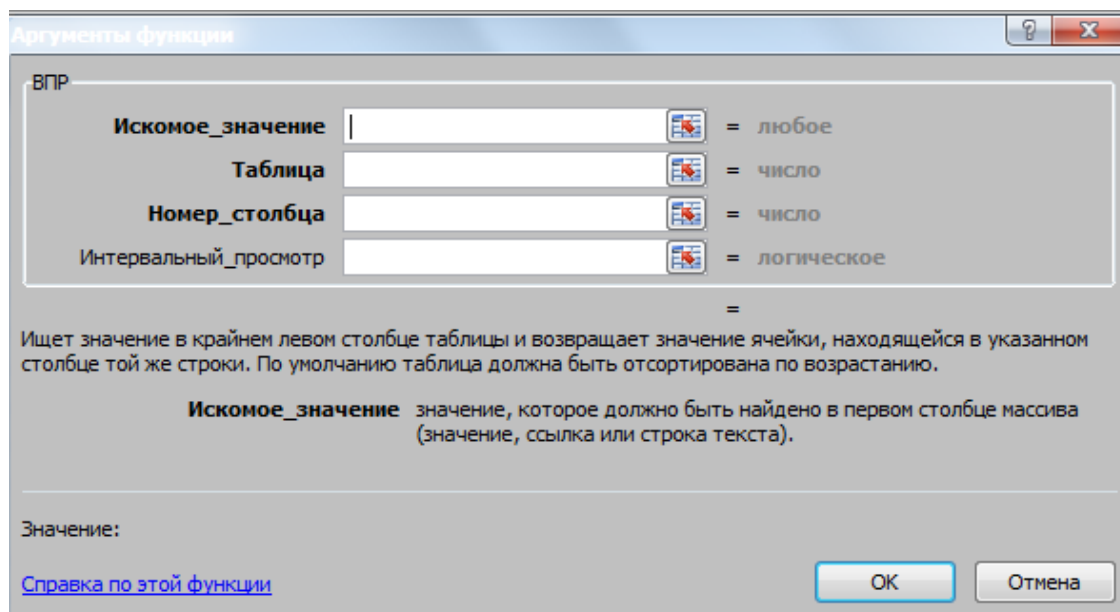 Аргументы функции
ВПР
Искомое_значение = любое
Таблица = число
Номер_столбца = число
Интервальный_просмотр = логическое
=
Ищет значение в крайнем левом столбце таблицы и возвращает значение ячейки, находящейся в указанном
столбце той же строки. По умолчанию таблица должна быть отсортирована по возрастанию.
Искомое_значение значение, которое должно быть найдено в первом столбце массива
(значение, ссылка или строка текста).
Значение:
Справка по этой функции OK Отмена